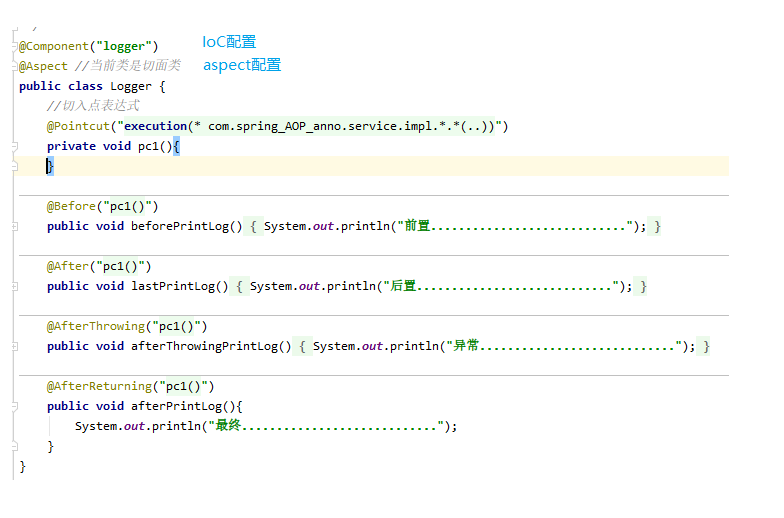 /
@Component("logger") IoC配置
@Aspect //当前类是切面类 aspect配置
public class Logger {
//切入点表达式
@Pointcut("execution(* com.spring_AOP_anno.service.impl.*.*(..))")
private void pc1(){
}
@Before("pc1()")
public void beforePrintLog() { System.out.println("前置............................"); }
@After("pc1()")
public void lastPrintLog() { System.out.println("后置............................"); }
@AfterThrowing("pc1()")
public void afterThrowingPrintLog() { System.out.println("异常............................"); }
@AfterReturning("pc1()")
public void afterPrintLog(){
System.out.println("最终............................");
}
}